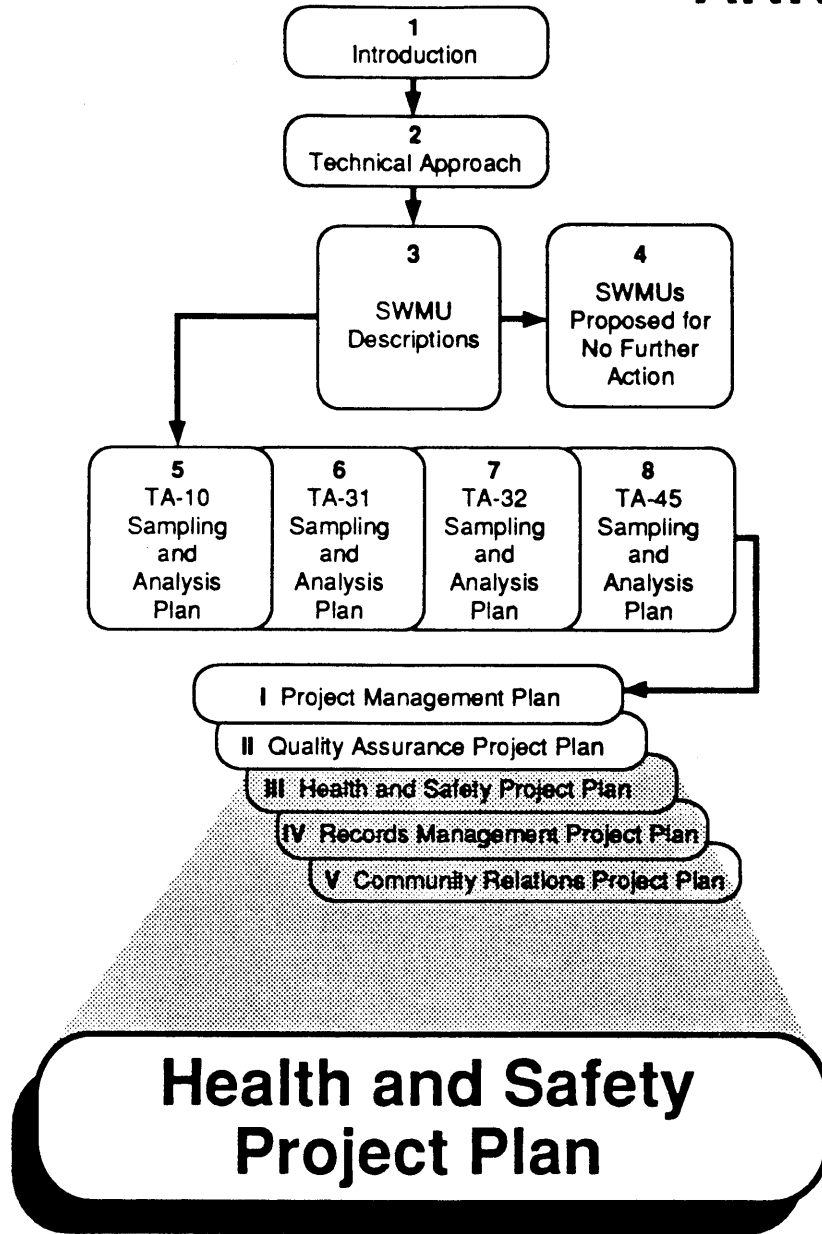 1
Introduction
2
Technical Approach
3
SWMU
Descriptions
4
SWMUs
Proposed for
No Further
Action
5
TA-10
Sampling
and
Analysis
Plan
6
TA-31
Sampling
and
Analysis
Plan
7
TA-32
Sampling
and
Analysis
Plan
8
TA-45
Sampling
and
Analysis
Plan
I Project Management Plan
II Quality Assurance Project Plan
III Health and Safety Project Plan
IV Records Management Project Plan
V Community Relations Project Plan
Health and Safety
Project Plan